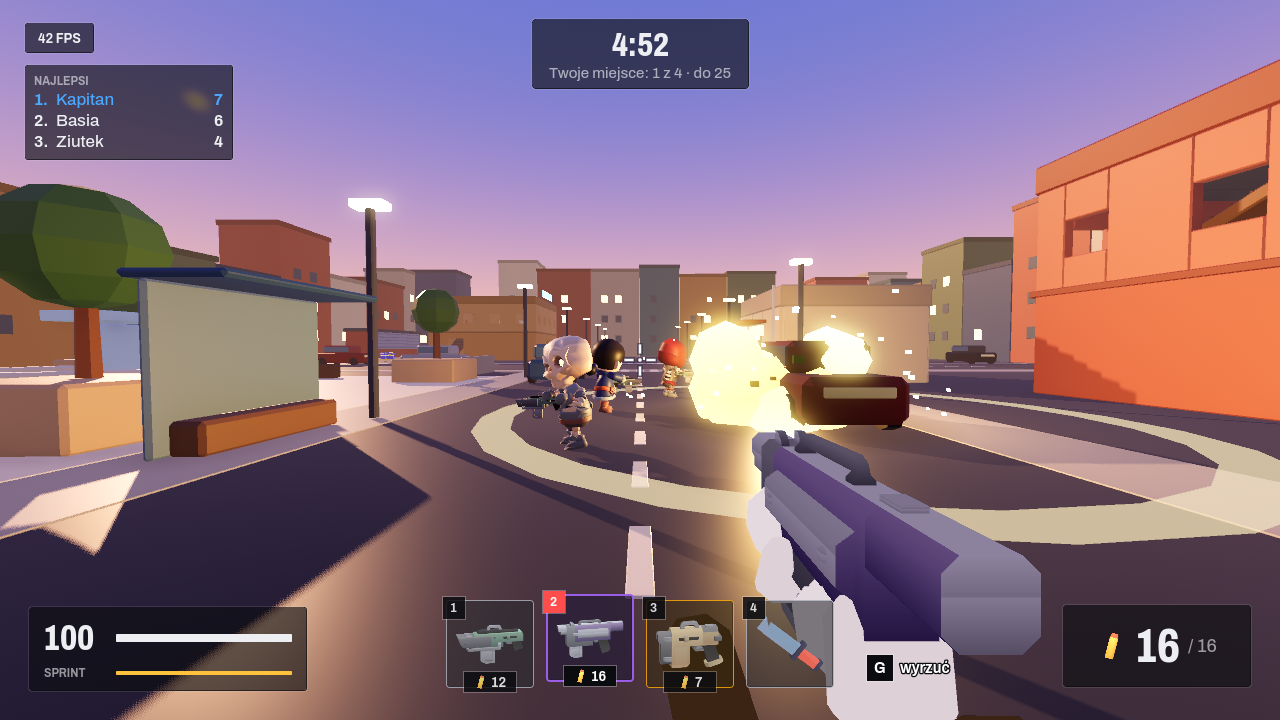 42 FPS
4:52
Twoje miejsce: 1 z 4 · do 25
NAJLEPSI
1. Kapitan 7
2. Basia 6
3. Ziutek 4
100
SPRINT
1
12
2
16
3
7
4
G wyrzuć
16 / 16